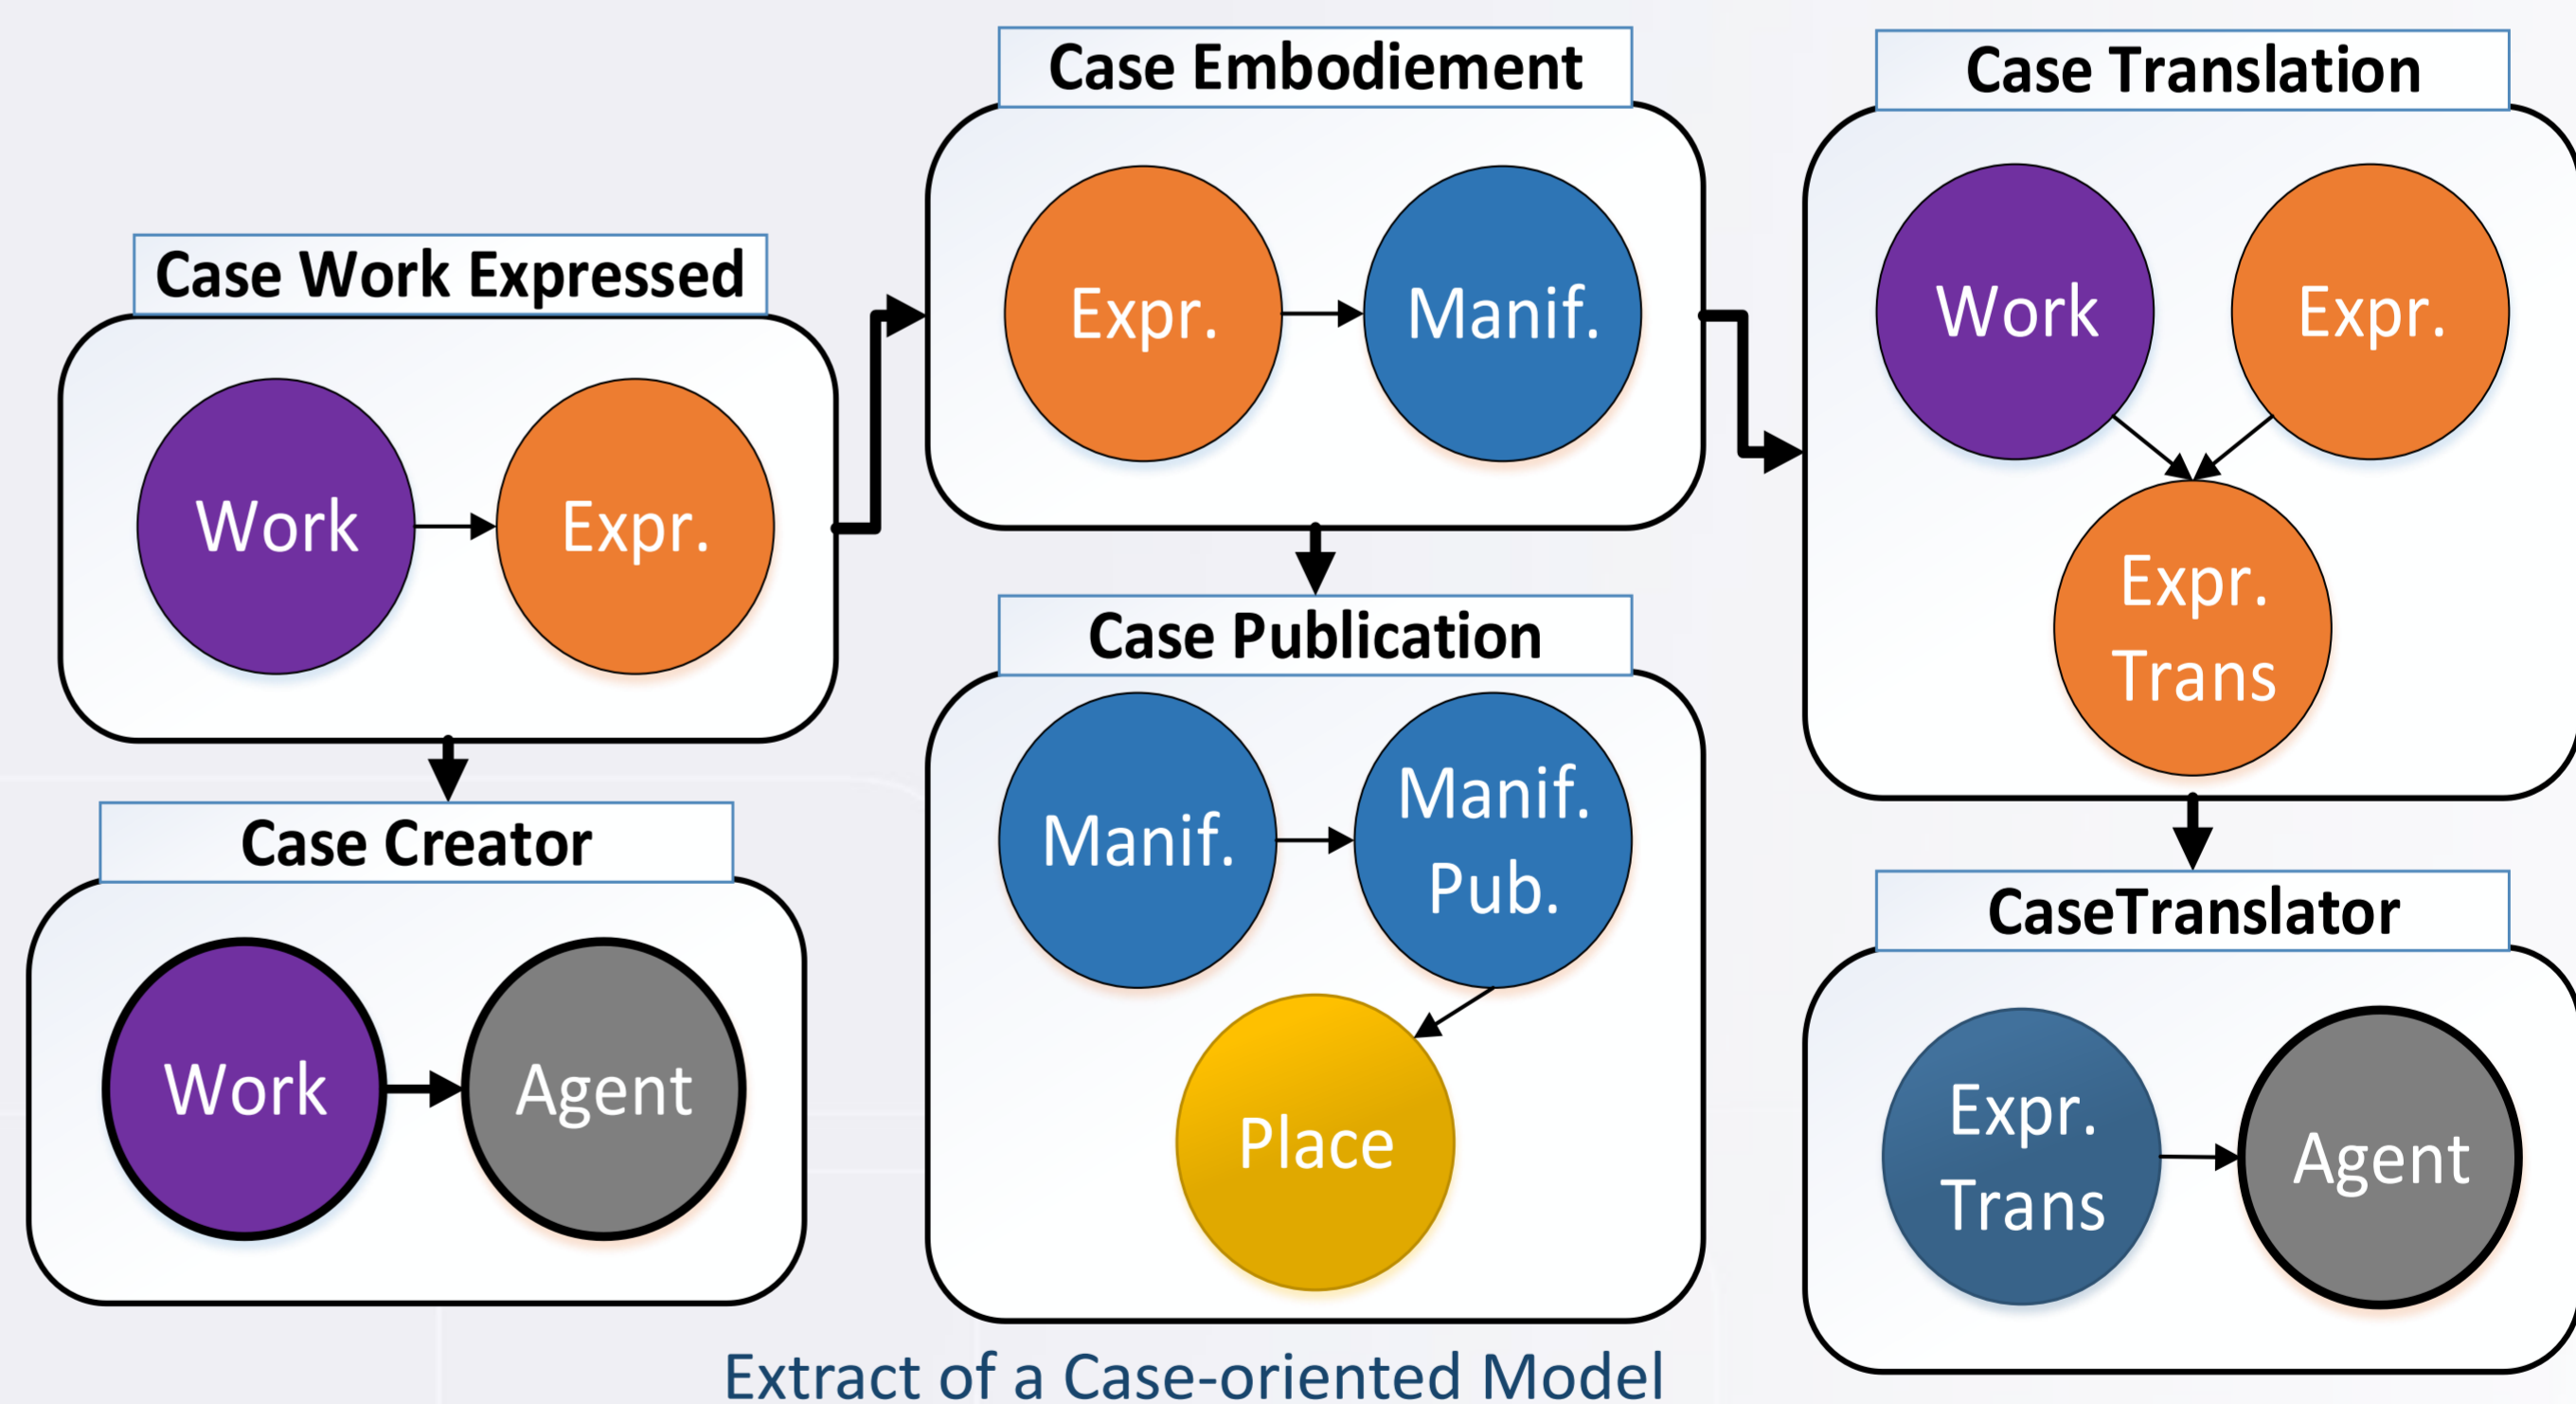 Case Work Expressed
Work
Expr.
Case Creator
Work
Agent
Case Embodiement
Expr.
Manif.
Case Publication
Manif.
Manif.
Pub.
Place
Case Translation
Work
Expr.
Expr.
Trans
CaseTranslator
Expr.
Trans
Agent
Extract of a Case-oriented Model